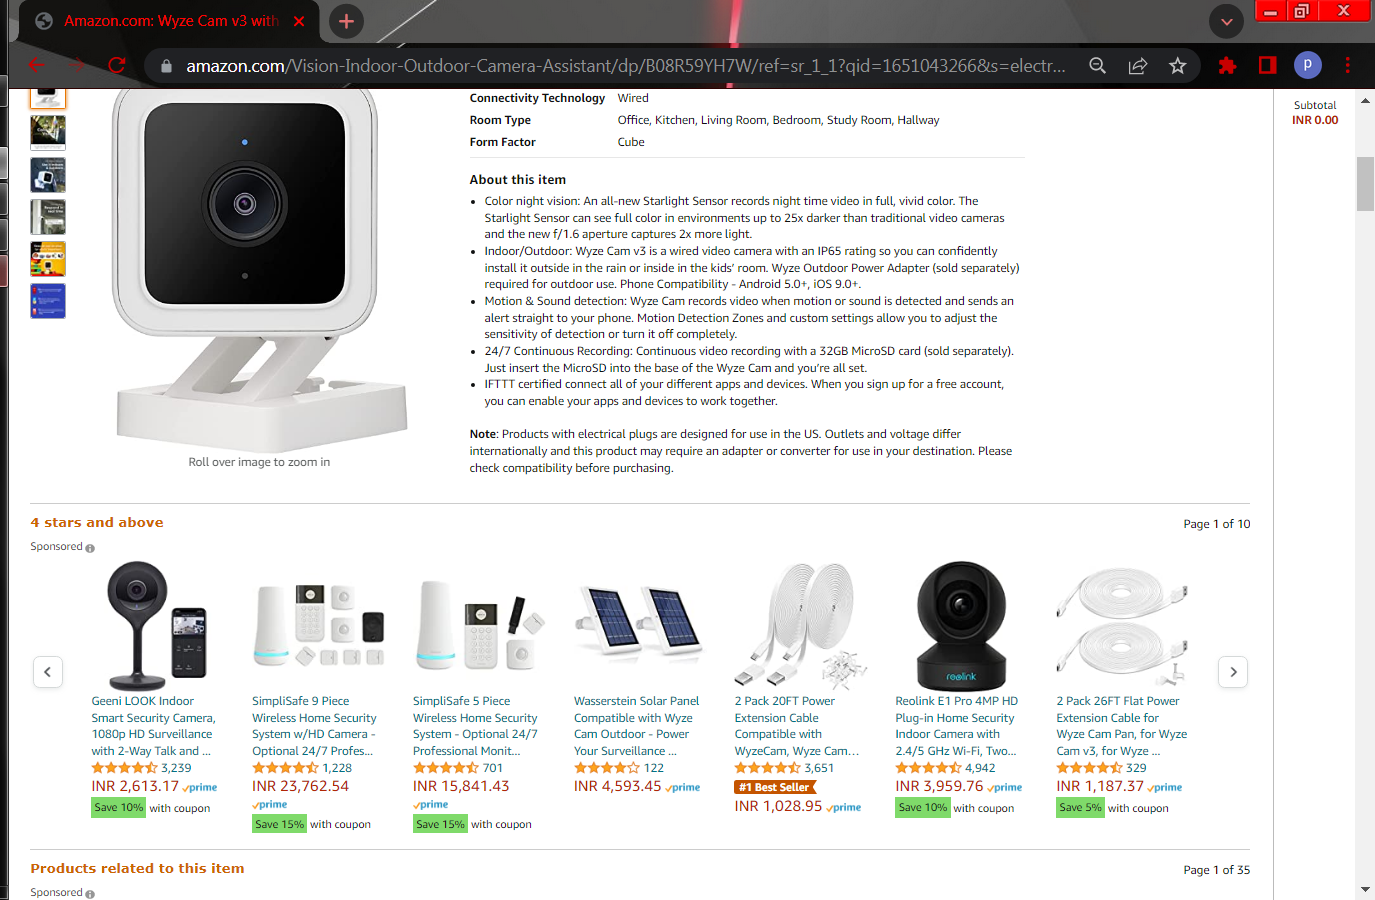 Amazon.com: Wyze Cam v3 with
amazon.com/Vision-Indoor-Outdoor-Camera-Assistant/dp/B08R59YH7W/ref=sr_1_1?qid=1651043266&s=electr...
P
Subtotal
INR 0.00
Connectivity Technology Wired
Room Type Office, Kitchen, Living Room, Bedroom, Study Room, Hallway
Form Factor Cube
About this item
• Color night vision: An all-new Starlight Sensor records night time video in full, vivid color. The
Starlight Sensor can see full color in environments up to 25x darker than traditional video cameras
and the new f/1.6 aperture captures 2x more light.
• Indoor/Outdoor: Wyze Cam v3 is a wired video camera with an IP65 rating so you can confidently
install it outside in the rain or inside in the kids' room. Wyze Outdoor Power Adapter (sold separately)
required for outdoor use. Phone Compatibility - Android 5.0+, iOS 9.0+.
• Motion & Sound detection: Wyze Cam records video when motion or sound is detected and sends an
alert straight to your phone. Motion Detection Zones and custom settings allow you to adjust the
sensitivity of detection or turn it off completely.
• 24/7 Continuous Recording: Continuous video recording with a 32GB MicroSD card (sold separately).
Just insert the MicroSD into the base of the Wyze Cam and you're all set.
• IFTTT certified connect all of your different apps and devices. When you sign up for a free account,
you can enable your apps and devices to work together.
Note: Products with electrical plugs are designed for use in the US. Outlets and voltage differ
internationally and this product may require an adapter or converter for use in your destination. Please
check compatibility before purchasing.
Roll over image to zoom in
4 stars and above
Page 1 of 10
Sponsored
Geeni LOOK Indoor
Smart Security Camera,
1080p HD Surveillance
with 2-Way Talk and ...
3,239
INR 2,613.17 prime
Save 10% with coupon
SimpliSafe 9 Piece
Wireless Home Security
System w/HD Camera -
Optional 24/7 Profes...
1,228
INR 23,762.54
prime
Save 15% with coupon
SimpliSafe 5 Piece
Wireless Home Security
System - Optional 24/7
Professional Monit...
701
INR 15,841.43
prime
Save 15% with coupon
Wasserstein Solar Panel
Compatible with Wyze
Cam Outdoor - Power
Your Surveillance ...
122
INR 4,593.45 prime
2 Pack 20FT Power
Extension Cable
Compatible with
WyzeCam, Wyze Cam...
3,651
#1 Best Seller
INR 1,028.95 prime
reolink
Reolink E1 Pro 4MP HD
Plug-in Home Security
Indoor Camera with
2.4/5 GHz Wi-Fi, Two...
4,942
INR 3,959.76 prime
Save 10% with coupon
2 Pack 26FT Flat Power
Extension Cable for
Wyze Cam Pan, for Wyze
Cam v3, for Wyze ...
329
INR 1,187.37 prime
Save 5% with coupon
Products related to this item
Page 1 of 35
Sponsored